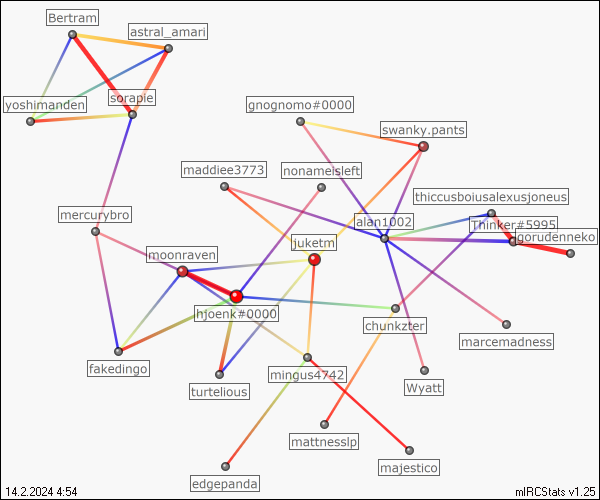 Bertram
astral_amari
yoshimanden
sorapie
gnognomo#0000
swanky.pants
maddiee3773
nonameisleft
thiccusboiusalexusjoneus
mercurybro
alan1002
Thinker#5995
gorudenneko
moonraven
juketm
hjoenk#0000
chunkzter
marcemadness
fakedingo
turtelious
mingus4742
Wyatt
mattnesslp
majestico
edgepanda
14.2.2024 4:54
mIRCStats v1.25